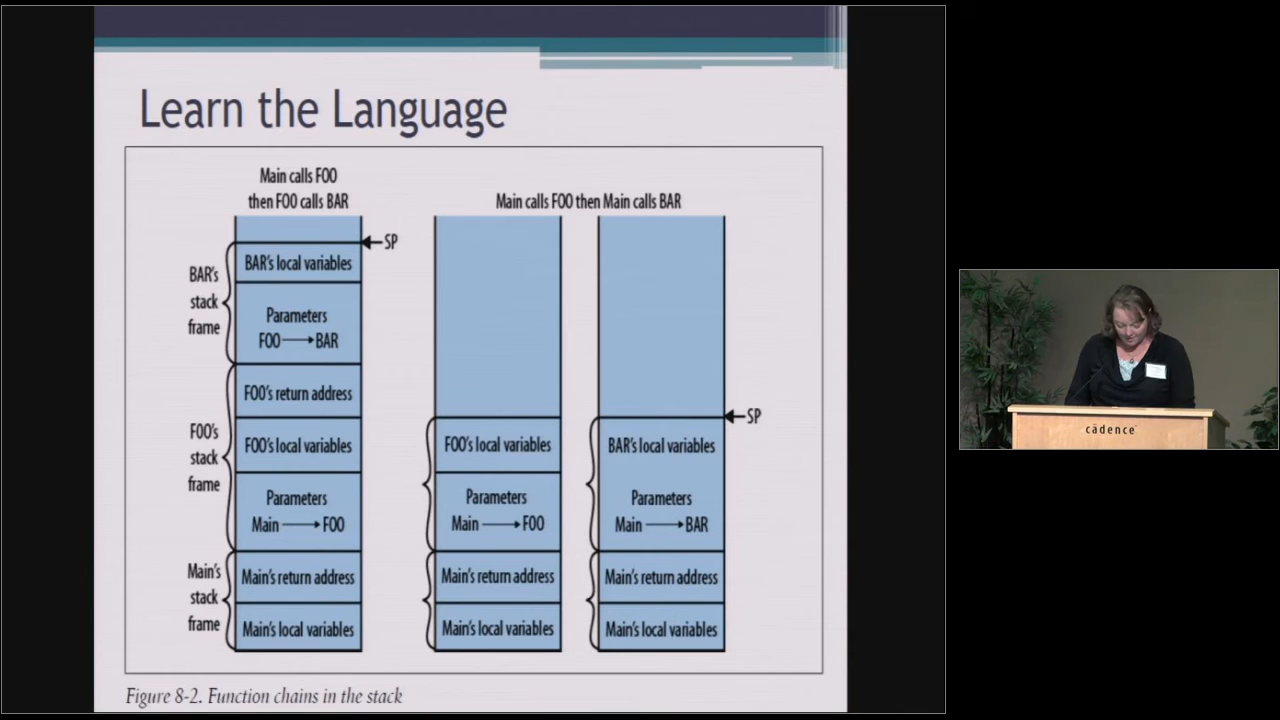 Learn the Language
Main calls FOO
then FOO calls BAR
Main calls FOO then Main calls BAR
SP
BAR's
stack
frame
BAR's local variables
Parameters
FOO → BAR
FOO's
stack
frame
FOO's return address
FOO's local variables
Parameters
Main → FOO
Main's
stack
frame
Main's return address
Main's local variables
FOO's local variables
Parameters
Main → FOO
Main's return address
Main's local variables
SP
BAR's local variables
Parameters
Main → BAR
Main's return address
Main's local variables
Figure 8-2. Function chains in the stack
cādence